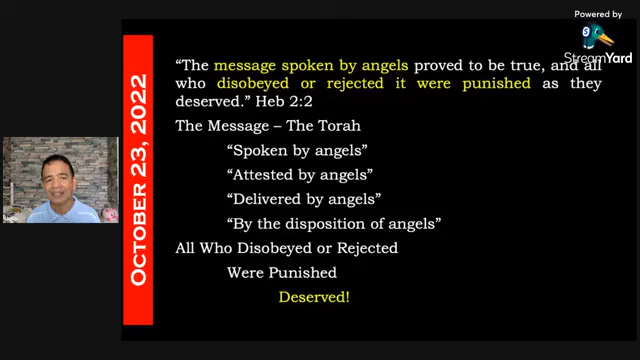 Powered by
StreamYard
OCTOBER 23, 2022
“The message spoken by angels proved to be true, and all
who disobeyed or rejected it were punished as they
deserved.” Heb 2:2
The Message – The Torah
“Spoken by angels”
“Attested by angels”
“Delivered by angels”
“By the disposition of angels”
All Who Disobeyed or Rejected
Were Punished
Deserved!